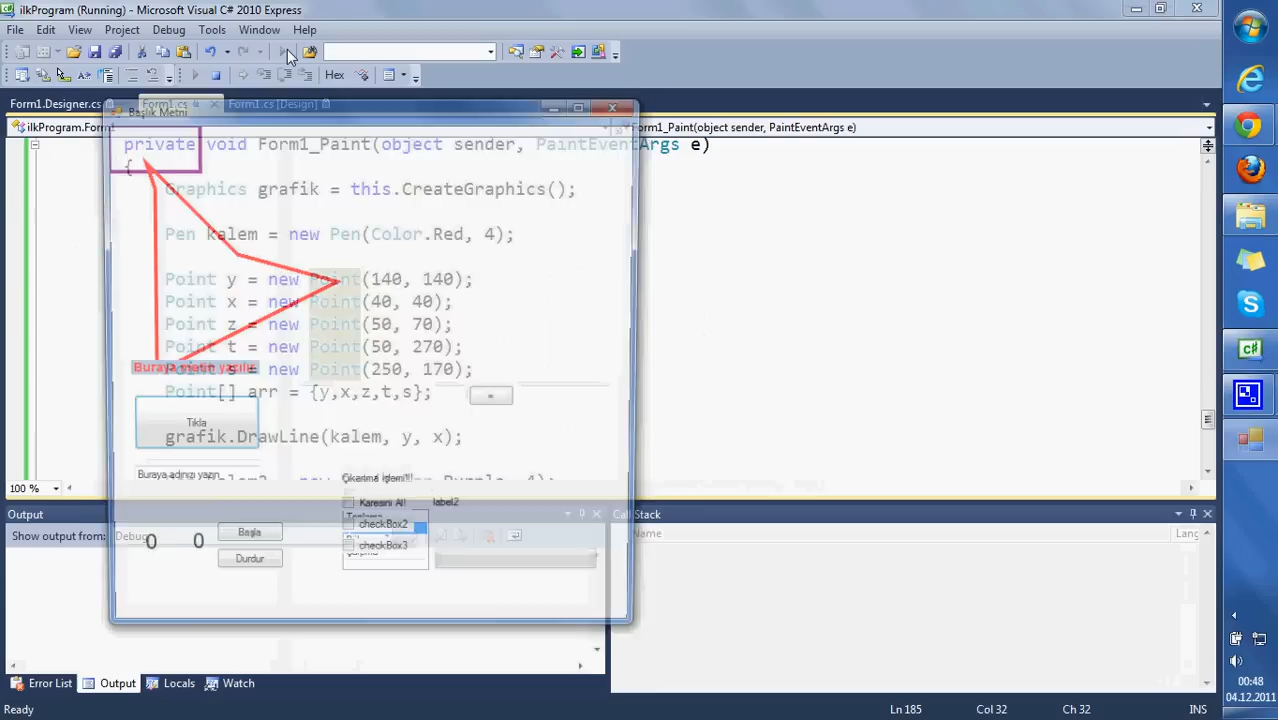 ilkProgram (Running) - Microsoft Visual C# 2010 Express
File Edit View Project Debug Tools Window Help
Hex
Form1.Designer.cs Form1.cs Form1.cs [Design]
Başlık Metni
ilkProgram.Form1 Form1_Paint(object sender, PaintEventArgs e)
private void Form1_Paint(object sender, PaintEventArgs e)
{
Graphics grafik = this.CreateGraphics();
Pen kalem = new Pen(Color.Red, 4);
Point y = new Point(140, 140);
Point x = new Point(40, 40);
Point z = new Point(50, 70);
Point t = new Point(50, 270);
Buraya metin yazılır
Point s = new Point(250, 170);
Point[] arr = {y,x,z,t,s};
=
Tıkla
grafik.DrawLine(kalem, y, x);
Buraya adınızı yazın
Çıkarma işlemi!!
100 %
Karesini Al! label2
Output Call Stack
checkBox2
Show output from: Debug
0 0 Başla
Name Lang
checkBox3
Durdur
Error List Output Locals Watch
Ready Ln 185 Col 32 Ch 32 INS
00:48
04.12.2011